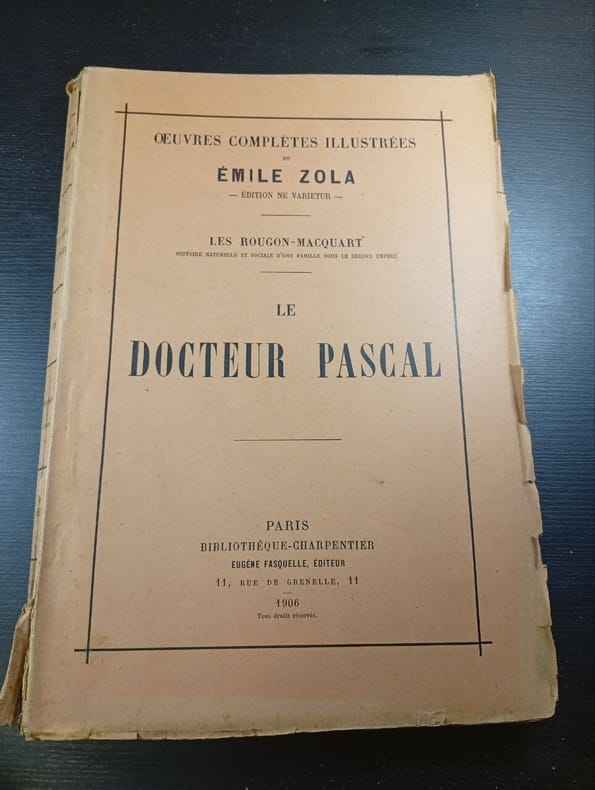 ŒUVRES COMPLÈTES ILLUSTRÉES
DE
ÉMILE ZOLA
— ÉDITION NE VARIETUR —
LES ROUGON-MACQUART
HISTOIRE NATURELLE ET SOCIALE D'UNE FAMILLE SOUS LE SECOND EMPIRE
LE
DOCTEUR PASCAL
PARIS
BIBLIOTHÈQUE-CHARPENTIER
EUGÈNE FASQUELLE, ÉDITEUR
11, RUE DE GRENELLE, 11
1906
Tous droits réservés.